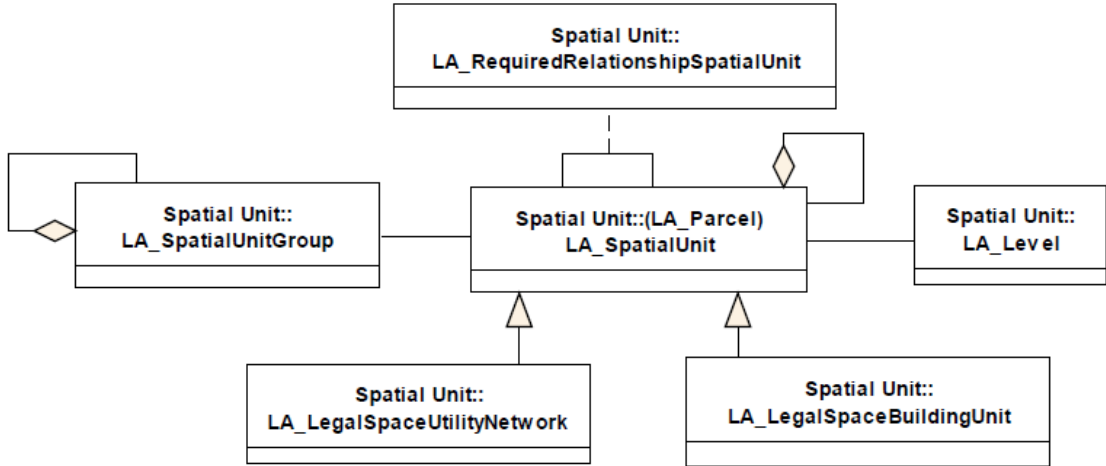 Spatial Unit::
LA_RequiredRelationshipSpatialUnit
Spatial Unit::
LA_SpatialUnitGroup
Spatial Unit::(LA_Parcel)
LA_SpatialUnit
Spatial Unit::
LA_Level
Spatial Unit::
LA_LegalSpaceUtilityNetwork
Spatial Unit::
LA_LegalSpaceBuildingUnit